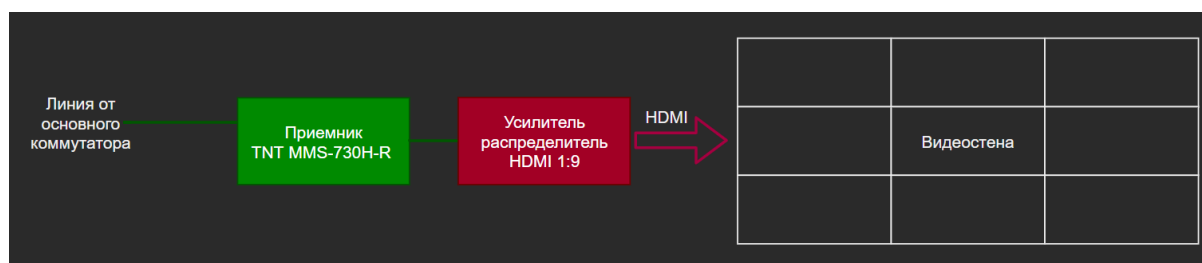 Линия от
основного
коммутатора
Приемник
TNT MMS-730H-R
Усилитель
распределитель
HDMI 1:9
HDMI
Видеостена